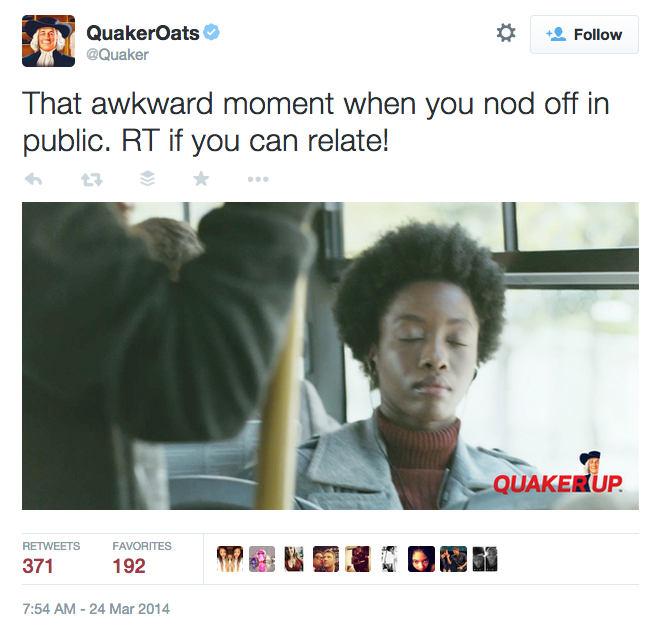 QuakerOats
@Quaker
Follow
That awkward moment when you nod off in
public. RT if you can relate!
QUAKER UP
RETWEETS FAVORITES
371 192
7:54 AM - 24 Mar 2014